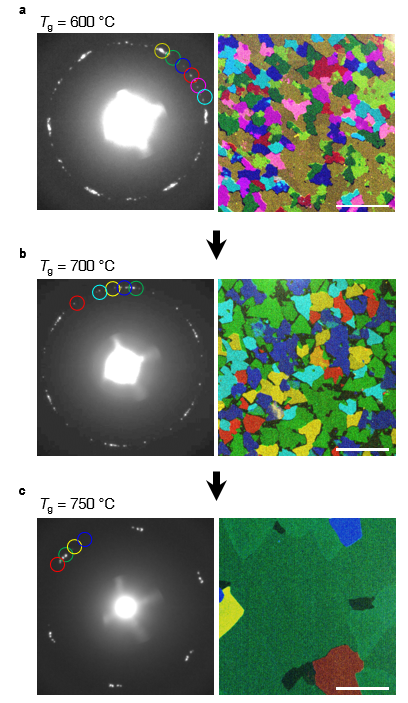 a
Tg = 600 °C
b
Tg = 700 °C
c
Tg = 750 °C